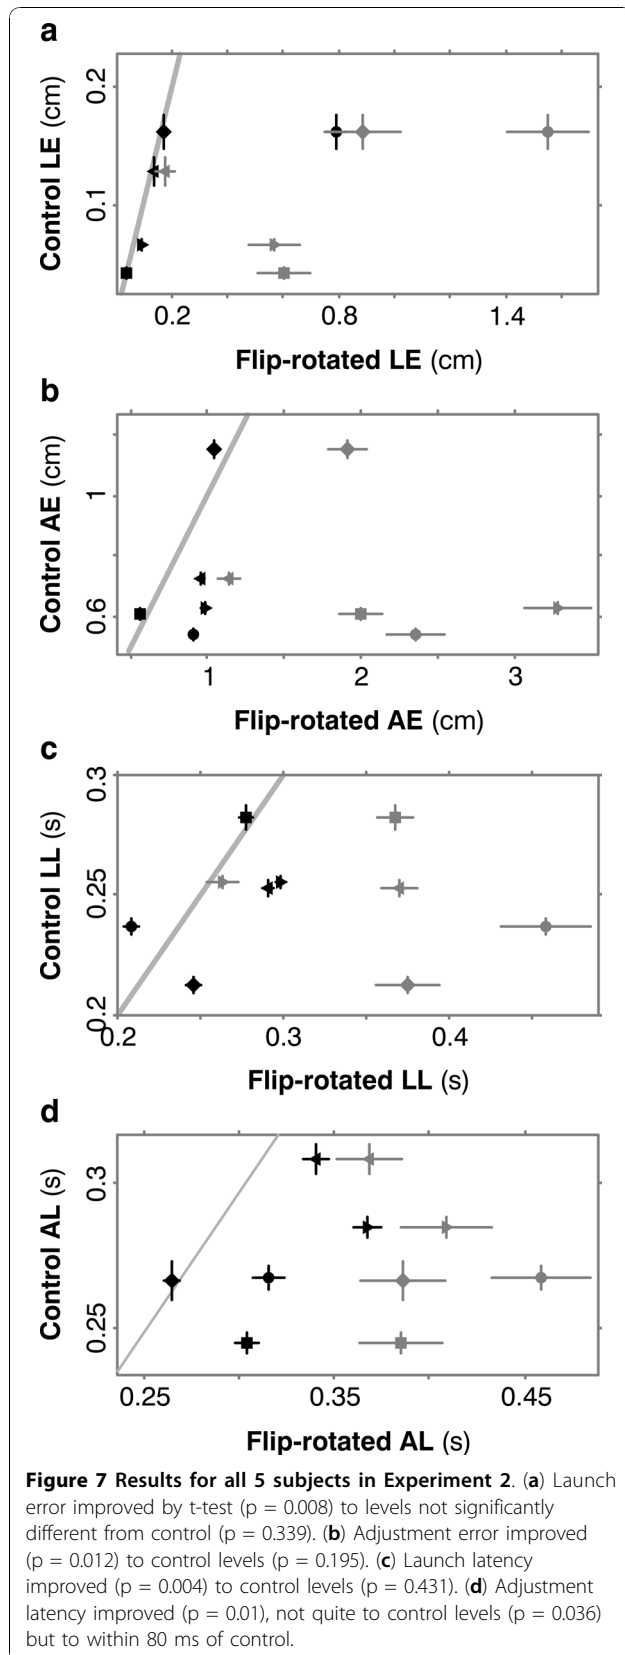 a
0.2
0.1
Control LE (cm)
0.2 0.8 1.4
Flip-rotated LE (cm)
b
1
0.6
Control AE (cm)
1 2 3
Flip-rotated AE (cm)
c
0.3
0.25
0.2
Control LL (s)
0.2 0.3 0.4
Flip-rotated LL (s)
d
0.3
0.25
Control AL (s)
0.25 0.35 0.45
Flip-rotated AL (s)
Figure 7 Results for all 5 subjects in Experiment 2. (a) Launch
error improved by t-test (p = 0.008) to levels not significantly
different from control (p = 0.339). (b) Adjustment error improved
(p = 0.012) to control levels (p = 0.195). (c) Launch latency
improved (p = 0.004) to control levels (p = 0.431). (d) Adjustment
latency improved (p = 0.01), not quite to control levels (p = 0.036)
but to within 80 ms of control.